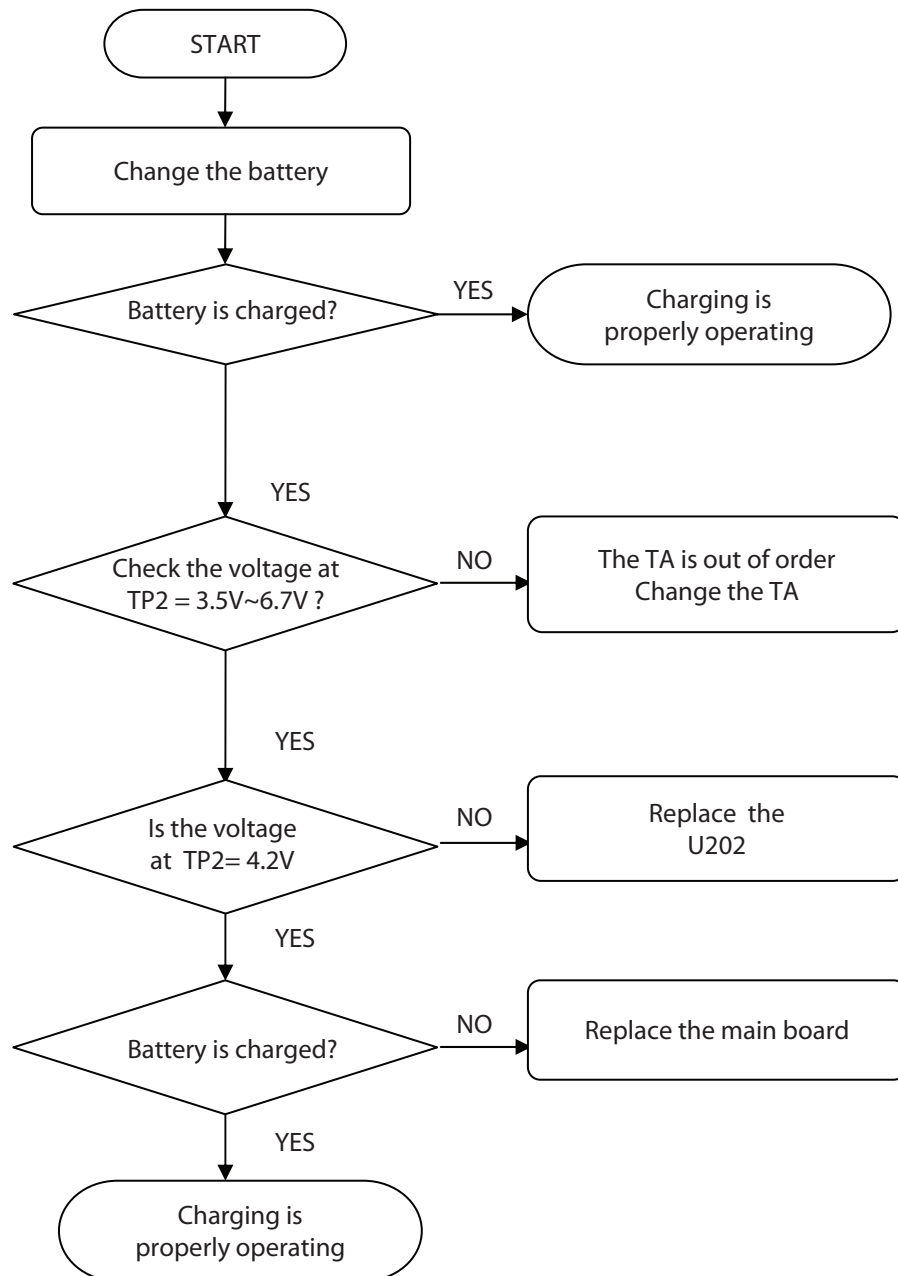 START
Change the battery
Battery is charged?
YES
Charging is
properly operating
YES
Check the voltage at
TP2 = 3.5V~6.7V ?
NO
The TA is out of order
Change the TA
YES
Is the voltage
at TP2= 4.2V
NO
Replace the
U202
YES
Battery is charged?
NO
Replace the main board
YES
Charging is
properly operating